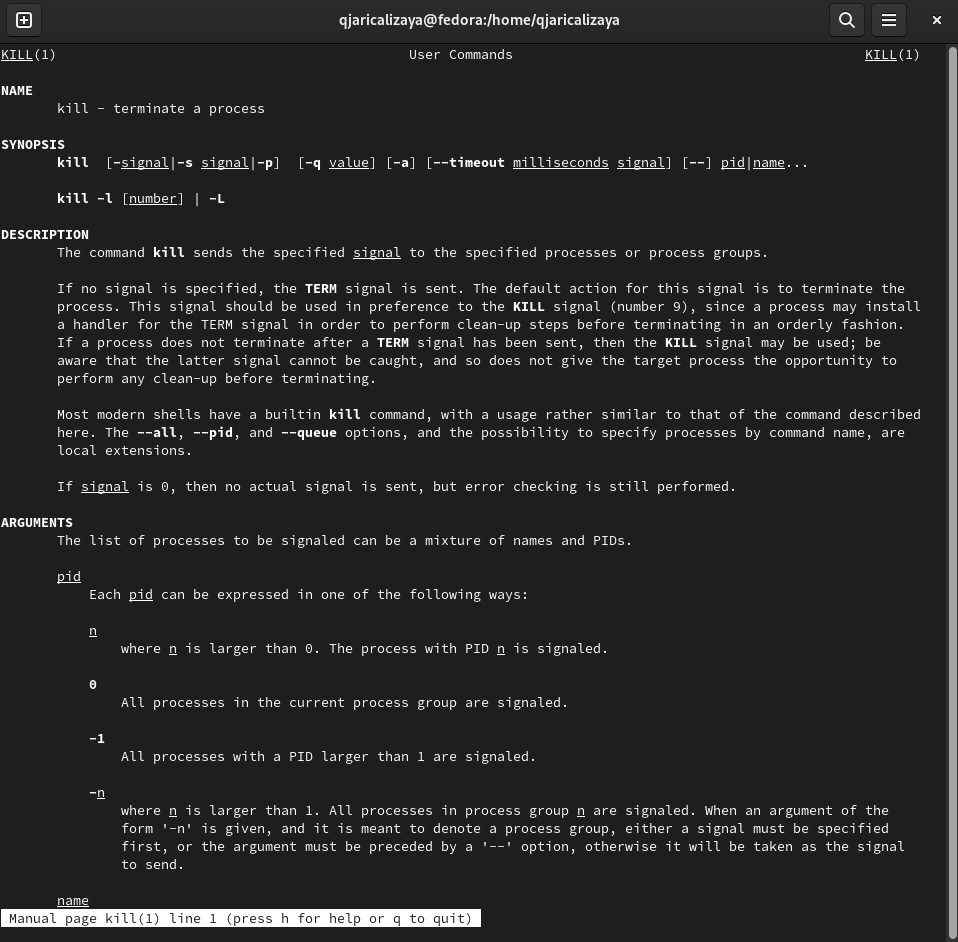 qjaricalizaya@fedora:/home/qjaricalizaya
KILL(1) User Commands KILL(1)
NAME
kill - terminate a process
SYNOPSIS
kill [-signal|-s signal|-p] [-q value] [-a] [--timeout milliseconds signal] [--] pid|name...
kill -l [number] | -L
DESCRIPTION
The command kill sends the specified signal to the specified processes or process groups.
If no signal is specified, the TERM signal is sent. The default action for this signal is to terminate the
process. This signal should be used in preference to the KILL signal (number 9), since a process may install
a handler for the TERM signal in order to perform clean-up steps before terminating in an orderly fashion.
If a process does not terminate after a TERM signal has been sent, then the KILL signal may be used; be
aware that the latter signal cannot be caught, and so does not give the target process the opportunity to
perform any clean-up before terminating.
Most modern shells have a builtin kill command, with a usage rather similar to that of the command described
here. The --all, --pid, and --queue options, and the possibility to specify processes by command name, are
local extensions.
If signal is 0, then no actual signal is sent, but error checking is still performed.
ARGUMENTS
The list of processes to be signaled can be a mixture of names and PIDs.
pid
Each pid can be expressed in one of the following ways:
n
where n is larger than 0. The process with PID n is signaled.
0
All processes in the current process group are signaled.
-1
All processes with a PID larger than 1 are signaled.
-n
where n is larger than 1. All processes in process group n are signaled. When an argument of the
form '-n' is given, and it is meant to denote a process group, either a signal must be specified
first, or the argument must be preceded by a '--' option, otherwise it will be taken as the signal
to send.
name
Manual page kill(1) line 1 (press h for help or q to quit)